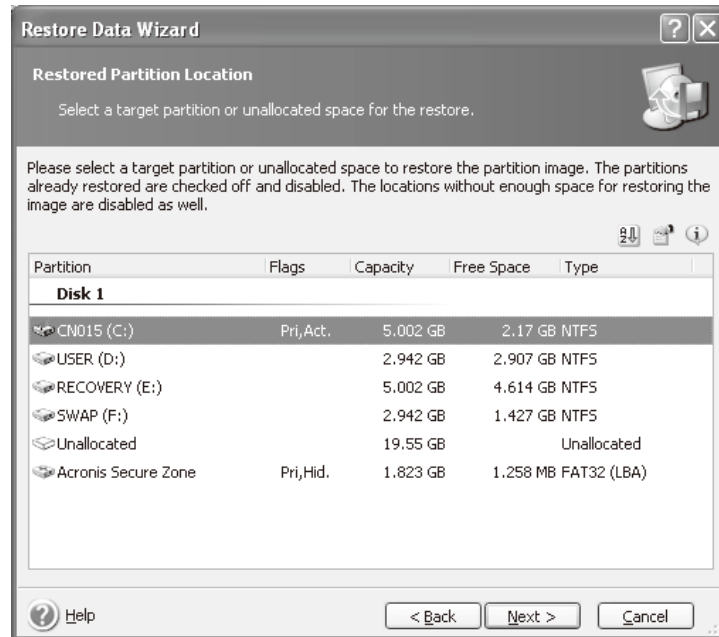 Restore Data Wizard
Restored Partition Location
Select a target partition or unallocated space for the restore.
Please select a target partition or unallocated space to restore the partition image. The partitions
already restored are checked off and disabled. The locations without enough space for restoring the
image are disabled as well.
Partition Flags Capacity Free Space Type
Disk 1
CN015 (C:) Pri,Act. 5.002 GB 2.17 GB NTFS
USER (D:) 2.942 GB 2.907 GB NTFS
RECOVERY (E:) 5.002 GB 4.614 GB NTFS
SWAP (F:) 2.942 GB 1.427 GB NTFS
Unallocated 19.55 GB Unallocated
Acronis Secure Zone Pri,Hid. 1.823 GB 1.258 MB FAT32 (LBA)
Help < Back Next > Cancel